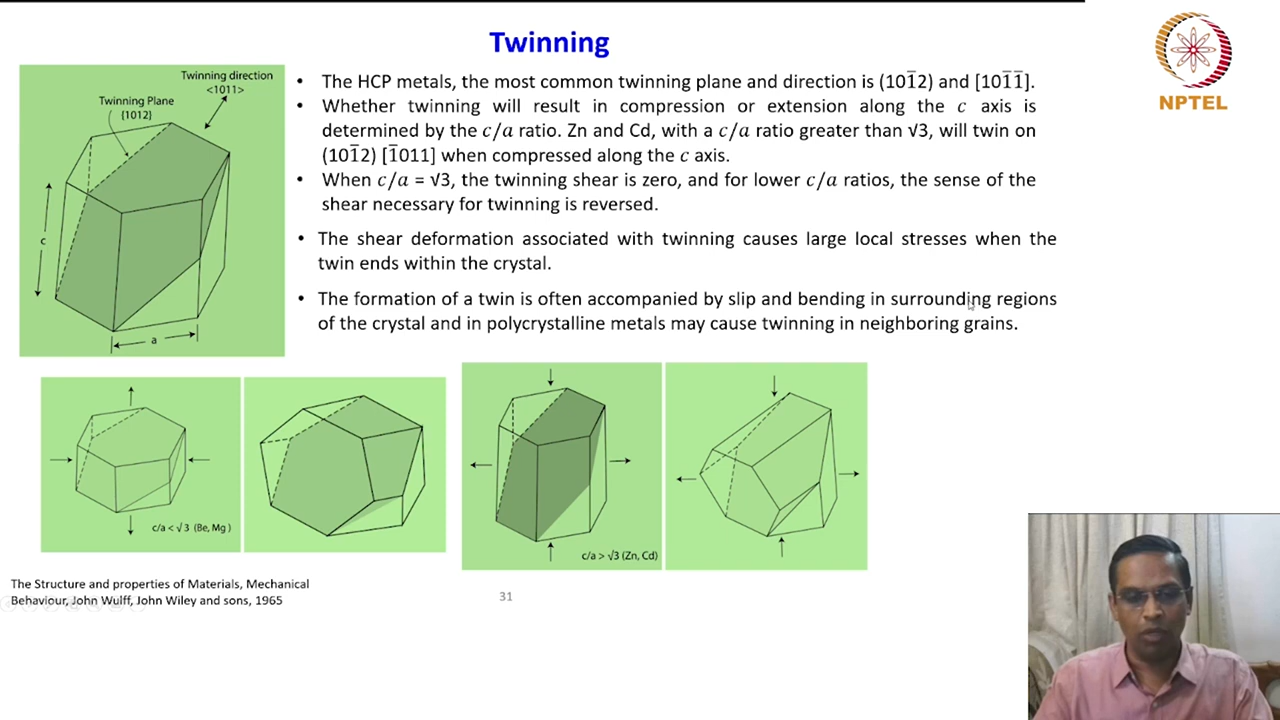 Twinning
NPTEL
Twinning direction
<1011>
Twinning Plane
{1012}
c
a
• The HCP metals, the most common twinning plane and direction is (101̄2) and [101̄1̄].
• Whether twinning will result in compression or extension along the c axis is
determined by the c/a ratio. Zn and Cd, with a c/a ratio greater than √3, will twin on
(101̄2) [1̄011] when compressed along the c axis.
• When c/a = √3, the twinning shear is zero, and for lower c/a ratios, the sense of the
shear necessary for twinning is reversed.
• The shear deformation associated with twinning causes large local stresses when the
twin ends within the crystal.
• The formation of a twin is often accompanied by slip and bending in surrounding regions
of the crystal and in polycrystalline metals may cause twinning in neighboring grains.
c/a < √3 (Be, Mg)
c/a > √3 (Zn, Cd)
The Structure and properties of Materials, Mechanical
Behaviour, John Wulff, John Wiley and sons, 1965
31